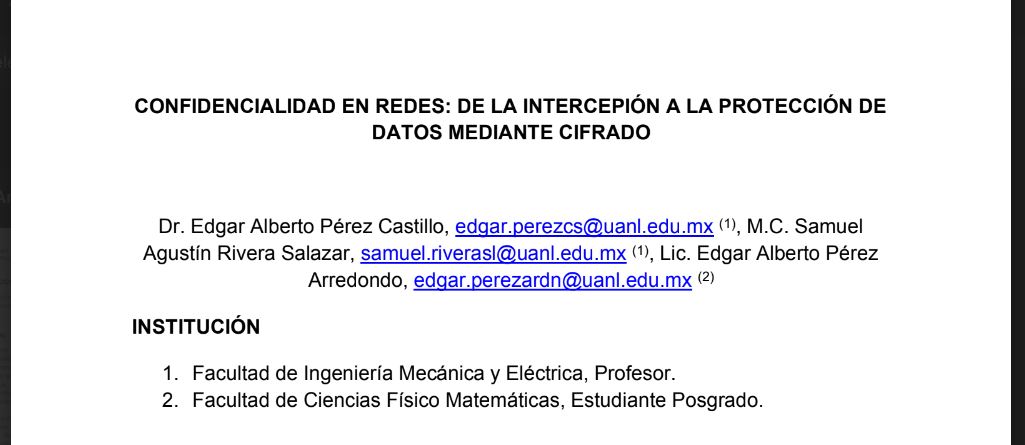 CONFIDENCIALIDAD EN REDES: DE LA INTERCEPIÓN A LA PROTECCIÓN DE
DATOS MEDIANTE CIFRADO
Dr. Edgar Alberto Pérez Castillo, edgar.perezcs@uanl.edu.mx (1), M.C. Samuel
Agustín Rivera Salazar, samuel.riverasl@uanl.edu.mx (1), Lic. Edgar Alberto Pérez
Arredondo, edgar.perezardn@uanl.edu.mx (2)
INSTITUCIÓN
1. Facultad de Ingeniería Mecánica y Eléctrica, Profesor.
2. Facultad de Ciencias Físico Matemáticas, Estudiante Posgrado.